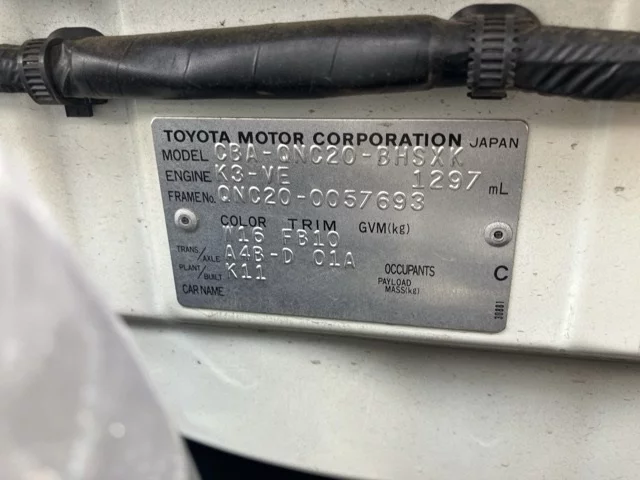 TOYOTA MOTOR CORPORATION JAPAN
MODEL CBA-QNC20-BHSXK
ENGINE K3-VE 1297 mL
FRAME No. QNC20-0057693
COLOR TRIM GVM(kg)
W16 FB10
TRANS/AXLE A4B-D 01A
PLANT/BUILT K11 OCCUPANTS C
PAYLOAD MASS(kg)
CAR NAME
30881